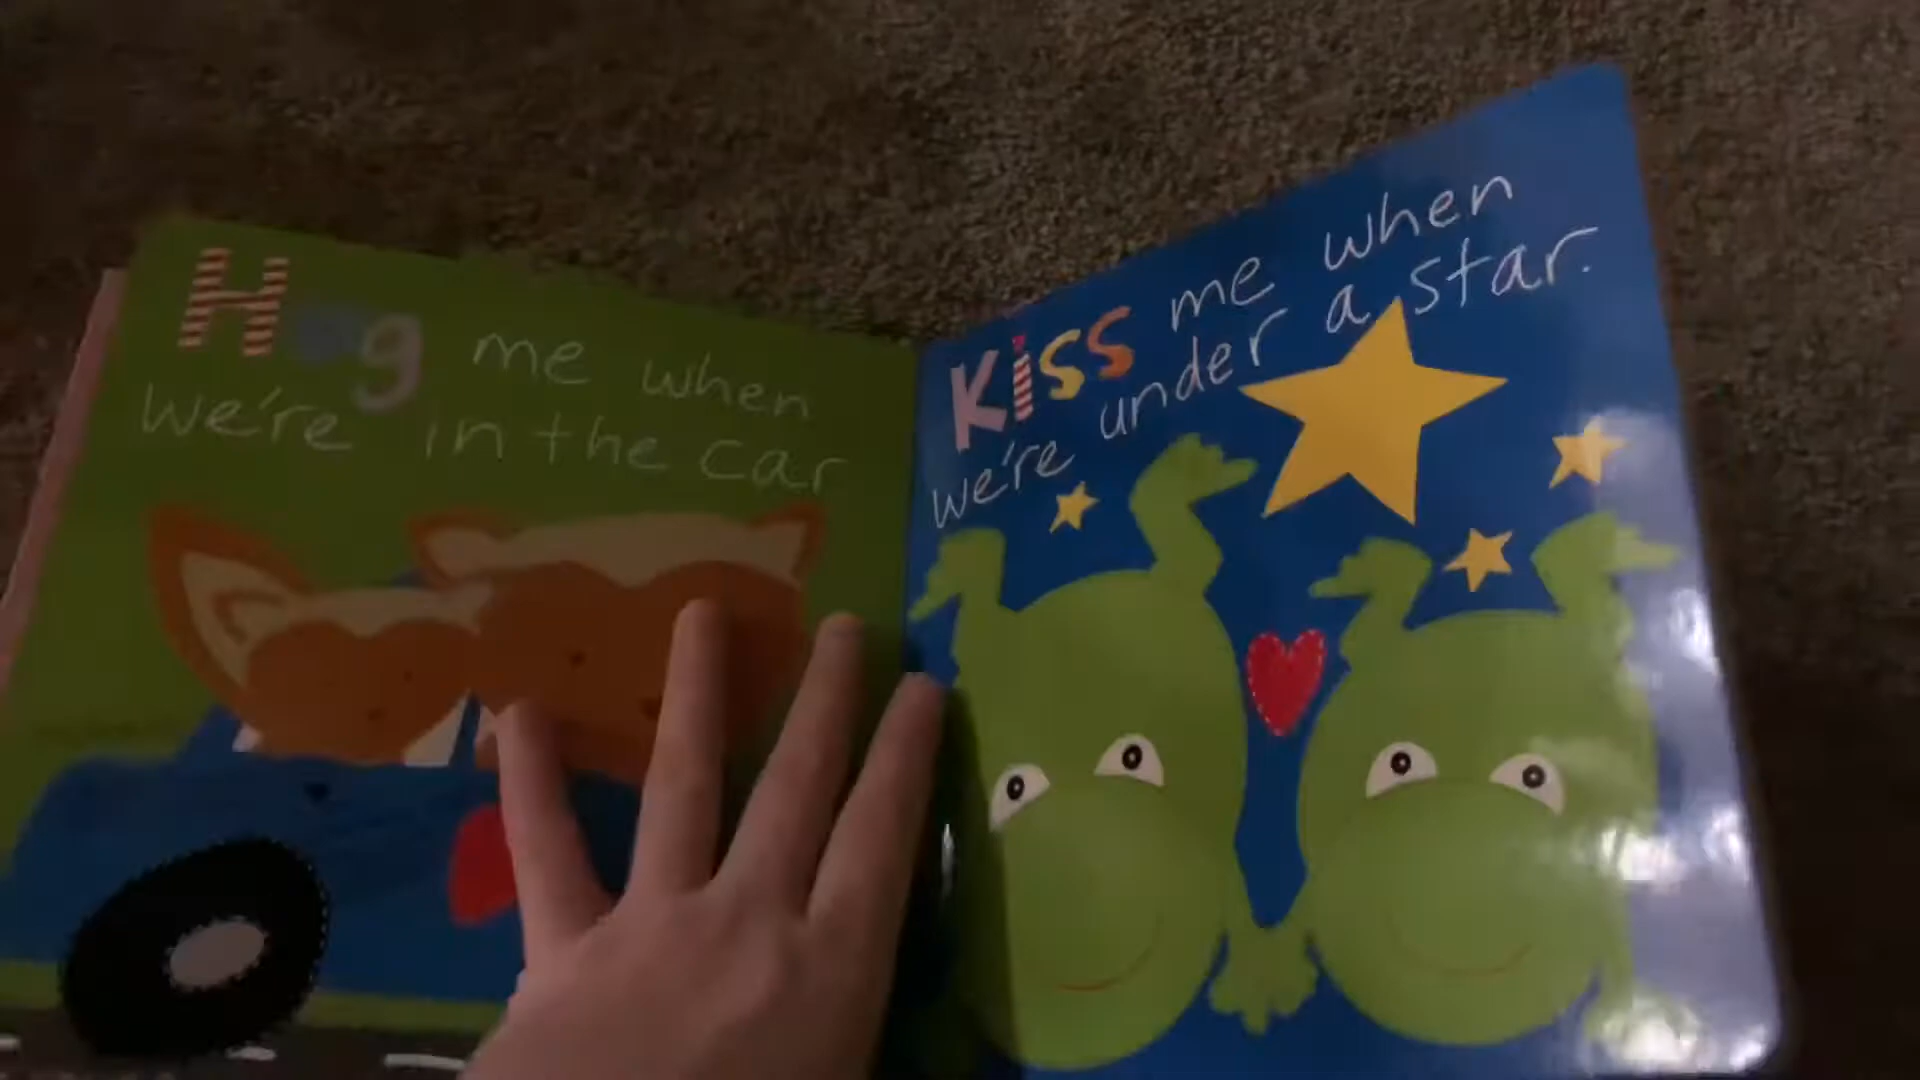 Hug me when
we're in the car
Kiss me when
we're under a star.